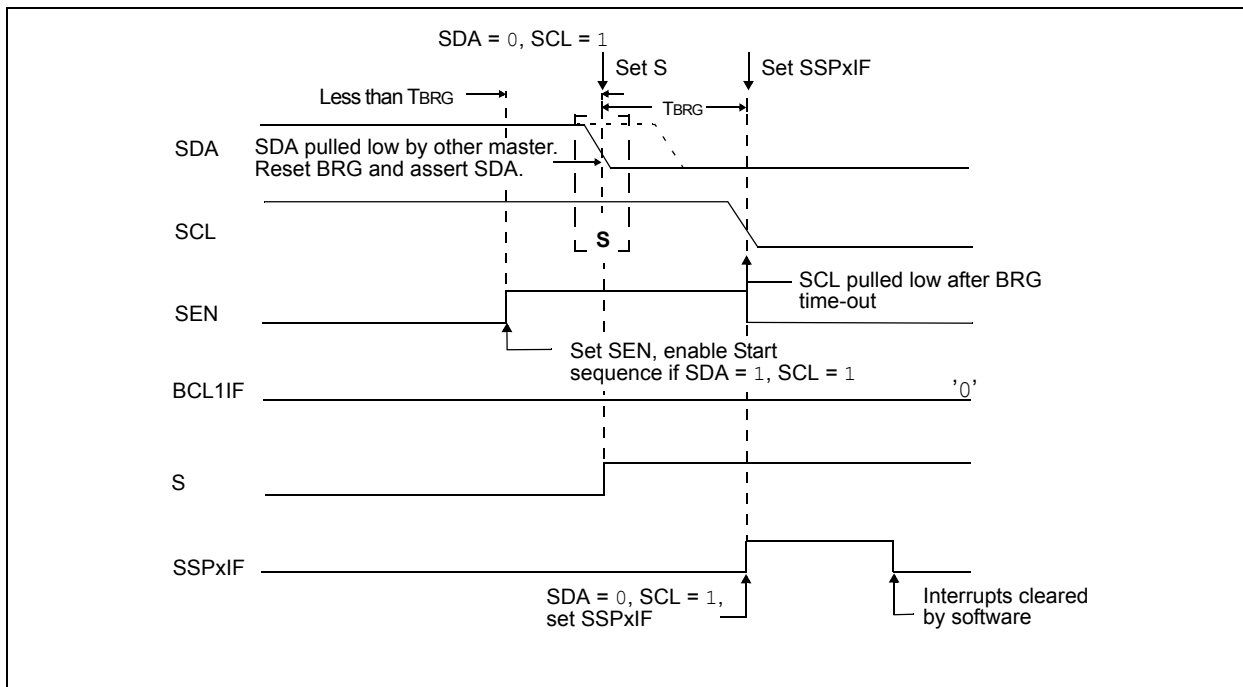 SDA = 0, SCL = 1
Set S
Set SSPxIF
Less than TBRG
TBRG
SDA
SDA pulled low by other master.
Reset BRG and assert SDA.
SCL
S
SCL pulled low after BRG
time-out
SEN
Set SEN, enable Start
sequence if SDA = 1, SCL = 1
BCL1IF
'0'
S
SSPxIF
SDA = 0, SCL = 1,
set SSPxIF
Interrupts cleared
by software